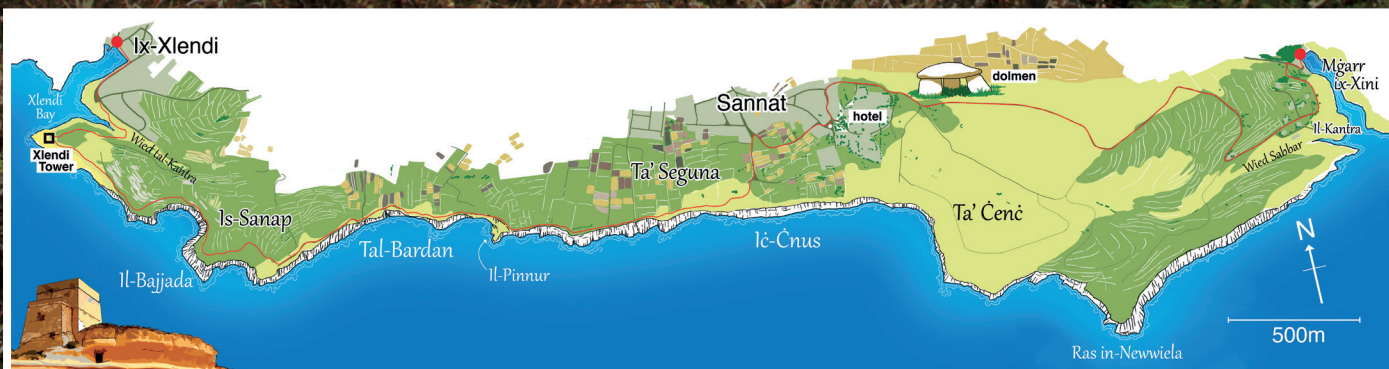 Ix-Xlendi
Xlendi
Bay
Xlendi
Tower
Wied tal-Kantra
Is-Sanap
Il-Bajjada
Tal-Bardan
Il-Pinnur
Ta' Seguna
Sannat
hotel
dolmen
Iċ-Ċnus
Ta' Ċenċ
Mġarr
ix-Xini
Il-Kantra
Wied Sabbar
Ras in-Newwiela
N
500m